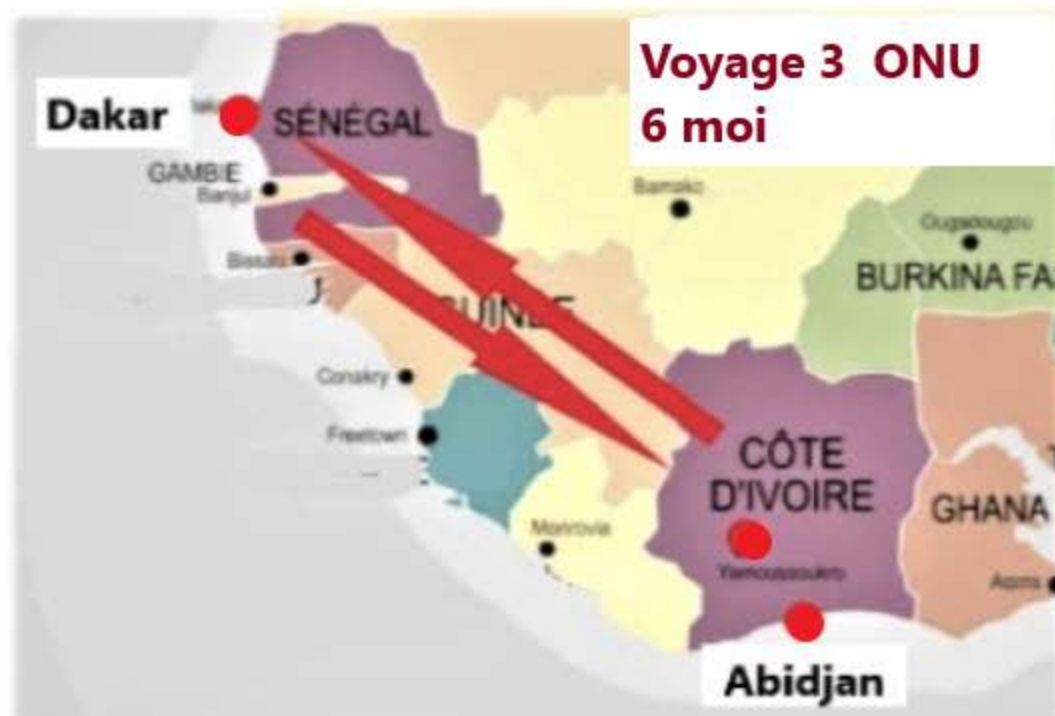 Voyage 3 ONU
6 moi
Dakar
SÉNÉGAL
GAMBIE
Banjul
Bamako
Ougadougou
Bissau
BURKINA FA
Conakry
Freetown
CÔTE
D'IVOIRE
GHANA
Monrovia
Yamoussoukro
Abidjan